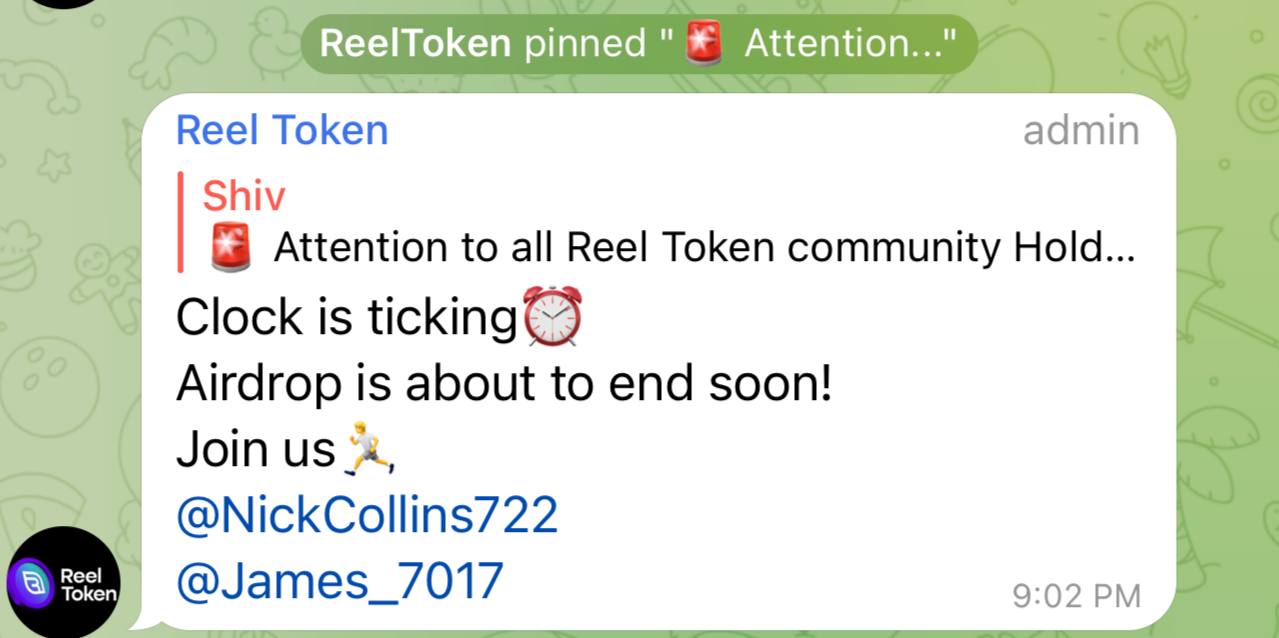 ReelToken pinned "🚨 Attention..."
Reel Token admin
Shiv
🚨 Attention to all Reel Token community Hold...
Clock is ticking⏰
Airdrop is about to end soon!
Join us🏃
@NickCollins722
@James_7017
9:02 PM
Reel
Token